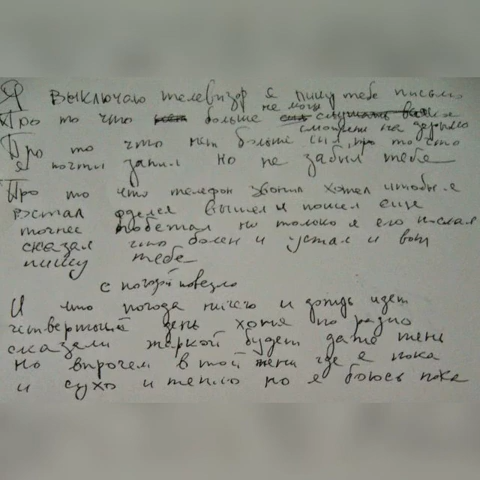 Я выключаю телевизор я пишу тебе письмо
не могу
Про то что больше слушать
смотреть на дерьмо
Про то что нет больше сил про то что
я почти запил но не забыл тебе
Про то что телефон звонил хотел чтобы я
встал оделся вышел и пошел еще
точнее побежал но только я его послал
сказал что болен и устал и
пишу тебе
с погодой повезло
И что погода ничего и дождь идет
четвертый день хотя по радио
сказали жаркой будет даже тень
но впрочем в той тени где я пока
и сухо и тепло но я боюсь пока